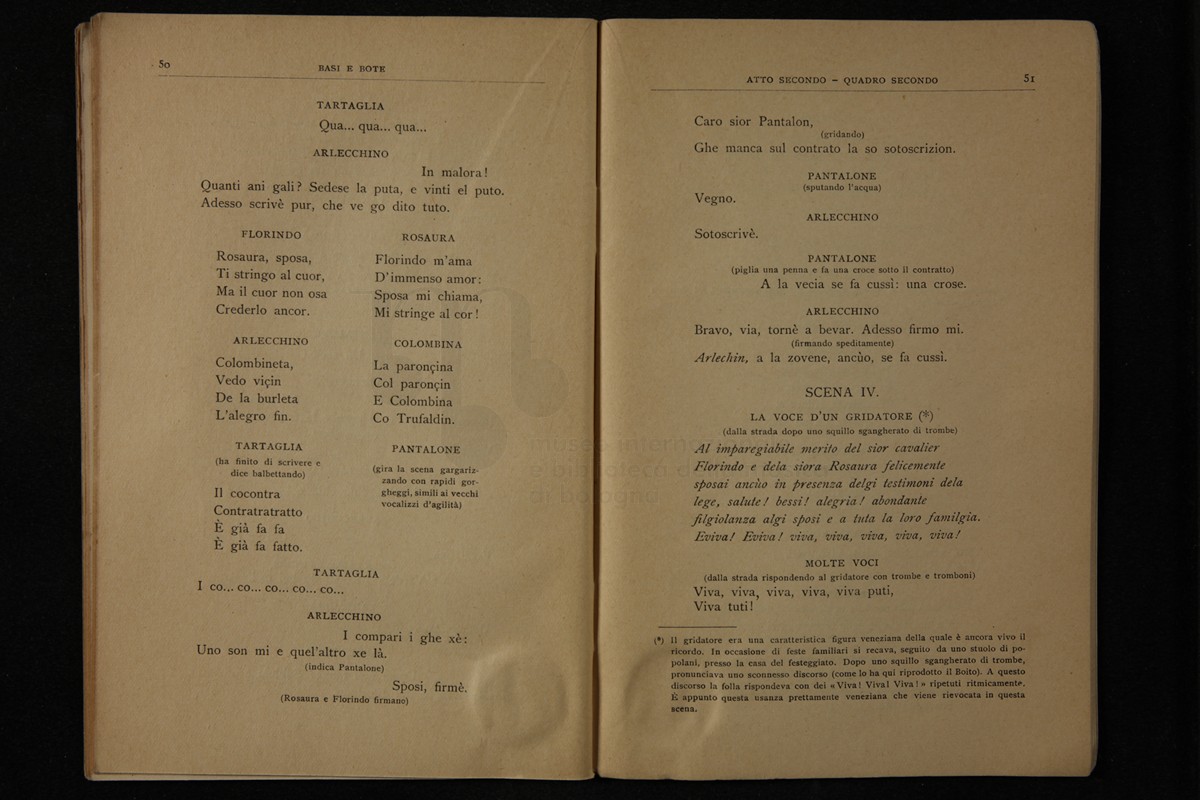 50
BASI E BOTE
TARTAGLIA
Qua... qua... qua...
ARLECCHINO
In malora!
Quanti ani gali? Sedese la puta, e vinti el puto.
Adesso scrivè pur, che ve go dito tuto.
FLORINDO
Rosaura, sposa,
Ti stringo al cuor,
Ma il cuor non osa
Crederlo ancor.
ROSAURA
Florindo m'ama
D'immenso amor:
Sposa mi chiama,
Mi stringe al cor!
ARLECCHINO
Colombineta,
Vedo viçin
De la burleta
L'alegro fin.
COLOMBINA
La paronçina
Col paronçin
E Colombina
Co Trufaldin.
TARTAGLIA
(ha finito di scrivere e
dice balbettando)
Il cocontra
Contratratratto
È già fa fa
È già fa fatto.
PANTALONE
(gira la scena gargariz-
zando con rapidi gor-
gheggi, simili ai vecchi
vocalizzi d'agilità)
TARTAGLIA
I co... co... co... co... co...
ARLECCHINO
I compari i ghe xè:
Uno son mi e quel'altro xe là.
(indica Pantalone)
Sposi, firmè.
(Rosaura e Florindo firmano)
ATTO SECONDO – QUADRO SECONDO
51
Caro sior Pantalon,
(gridando)
Ghe manca sul contrato la so sotoscrizion.
PANTALONE
(sputando l'acqua)
Vegno.
ARLECCHINO
Sotoscrivè.
PANTALONE
(piglia una penna e fa una croce sotto il contratto)
A la vecia se fa cussì: una crose.
ARLECCHINO
Bravo, via, tornè a bevar. Adesso firmo mi.
(firmando speditamente)
Arlechin, a la zovene, ancùo, se fa cussì.
SCENA IV.
LA VOCE D'UN GRIDATORE (*)
(dalla strada dopo uno squillo sgangherato di trombe)
Al imparegiabile merito del sior cavalier
Florindo e dela siora Rosaura felicemente
sposai ancùo in presenza delgi testimoni dela
lege, salute! bessi! alegria! abondante
filgiolanza algi sposi e a tuta la loro familgia.
Eviva! Eviva! viva, viva, viva, viva, viva!
MOLTE VOCI
(dalla strada rispondendo al gridatore con trombe e tromboni)
Viva, viva, viva, viva, viva puti,
Viva tuti!
(*) Il gridatore era una caratteristica figura veneziana della quale è ancora vivo il
ricordo. In occasione di feste familiari si recava, seguito da uno stuolo di po-
polani, presso la casa del festeggiato. Dopo uno squillo sgangherato di trombe,
pronunciava uno sconnesso discorso (come lo ha qui riprodotto il Boito). A questo
discorso la folla rispondeva con dei «Viva! Viva! Viva!» ripetuti ritmicamente.
È appunto questa usanza prettamente veneziana che viene rievocata in questa
scena.